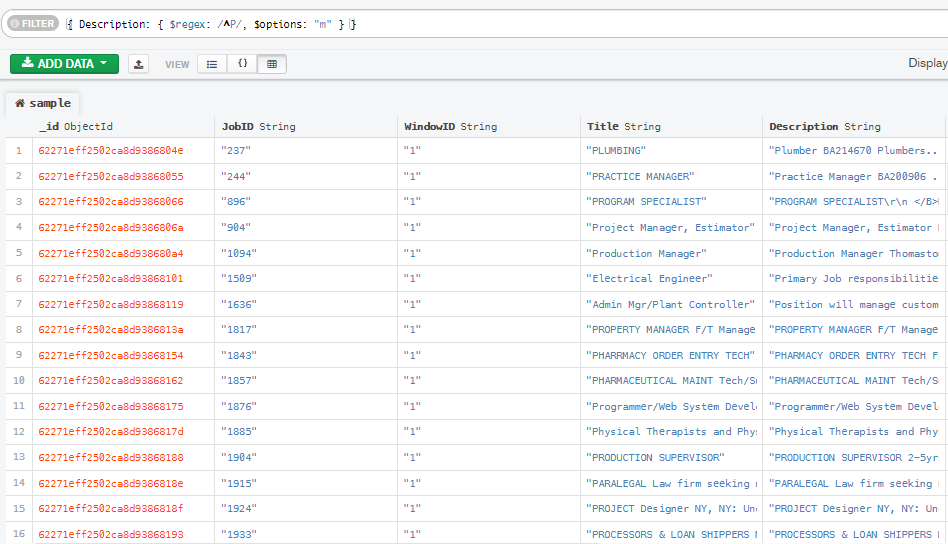 FILTER { Description: { $regex: /^P/, $options: "m" } }
ADD DATA VIEW {} Display
sample
_id ObjectId JobID String WindowID String Title String Description String
1 62271eff2502ca8d9386804e "237" "1" "PLUMBING" "Plumber BA214670 Plumbers..
2 62271eff2502ca8d93868055 "244" "1" "PRACTICE MANAGER" "Practice Manager BA200906 .
3 62271eff2502ca8d93868066 "896" "1" "PROGRAM SPECIALIST" "PROGRAM SPECIALIST\r\n </B>
4 62271eff2502ca8d9386806a "904" "1" "Project Manager, Estimator" "Project Manager, Estimator
5 62271eff2502ca8d938680a4 "1094" "1" "Production Manager" "Production Manager Thomasto
6 62271eff2502ca8d93868101 "1509" "1" "Electrical Engineer" "Primary Job responsibilitie
7 62271eff2502ca8d93868119 "1636" "1" "Admin Mgr/Plant Controller" "Position will manage custom
8 62271eff2502ca8d9386813a "1817" "1" "PROPERTY MANAGER F/T Manage "PROPERTY MANAGER F/T Manage
9 62271eff2502ca8d93868154 "1843" "1" "PHARRMACY ORDER ENTRY TECH" "PHARMACY ORDER ENTRY TECH F
10 62271eff2502ca8d93868162 "1857" "1" "PHARMACEUTICAL MAINT Tech/S "PHARMACEUTICAL MAINT Tech/S
11 62271eff2502ca8d93868175 "1876" "1" "Programmer/Web System Devel "Programmer/Web System Devel
12 62271eff2502ca8d9386817d "1885" "1" "Physical Therapists and Phy "Physical Therapists and Phy
13 62271eff2502ca8d93868188 "1904" "1" "PRODUCTION SUPERVISOR" "PRODUCTION SUPERVISOR 2-5yr
14 62271eff2502ca8d9386818e "1915" "1" "PARALEGAL Law firm seeking "PARALEGAL Law firm seeking
15 62271eff2502ca8d9386818f "1924" "1" "PROJECT Designer NY, NY: Un "PROJECT Designer NY, NY: Un
16 62271eff2502ca8d93868193 "1933" "1" "PROCESSORS & LOAN SHIPPERS "PROCESSORS & LOAN SHIPPERS